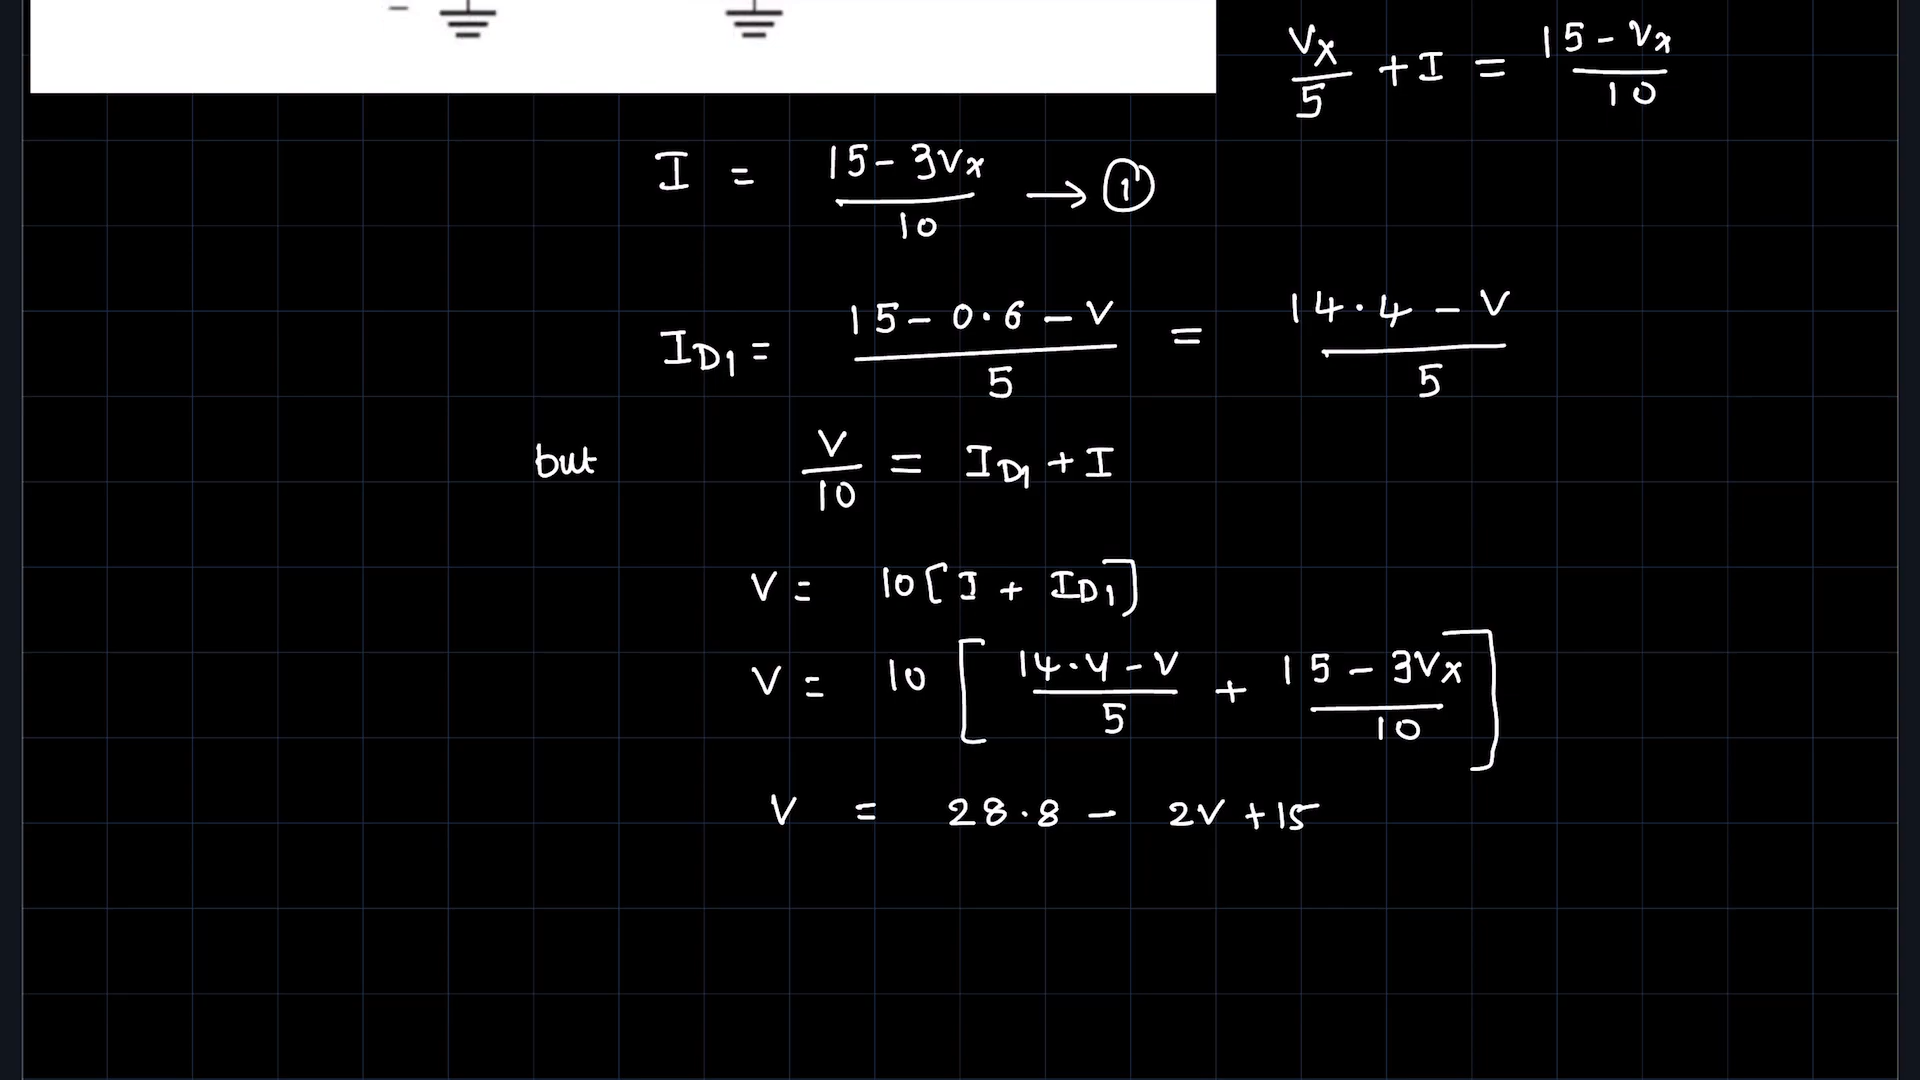 Vx/5 + I = 15 - Vx/10
I = 15 - 3Vx/10 → ①
ID1 = 15 - 0.6 - V/5 = 14.4 - V/5
but V/10 = ID1 + I
V = 10[I + ID1]
V = 10[14.4 - V/5 + 15 - 3Vx/10]
V = 28.8 - 2V + 15